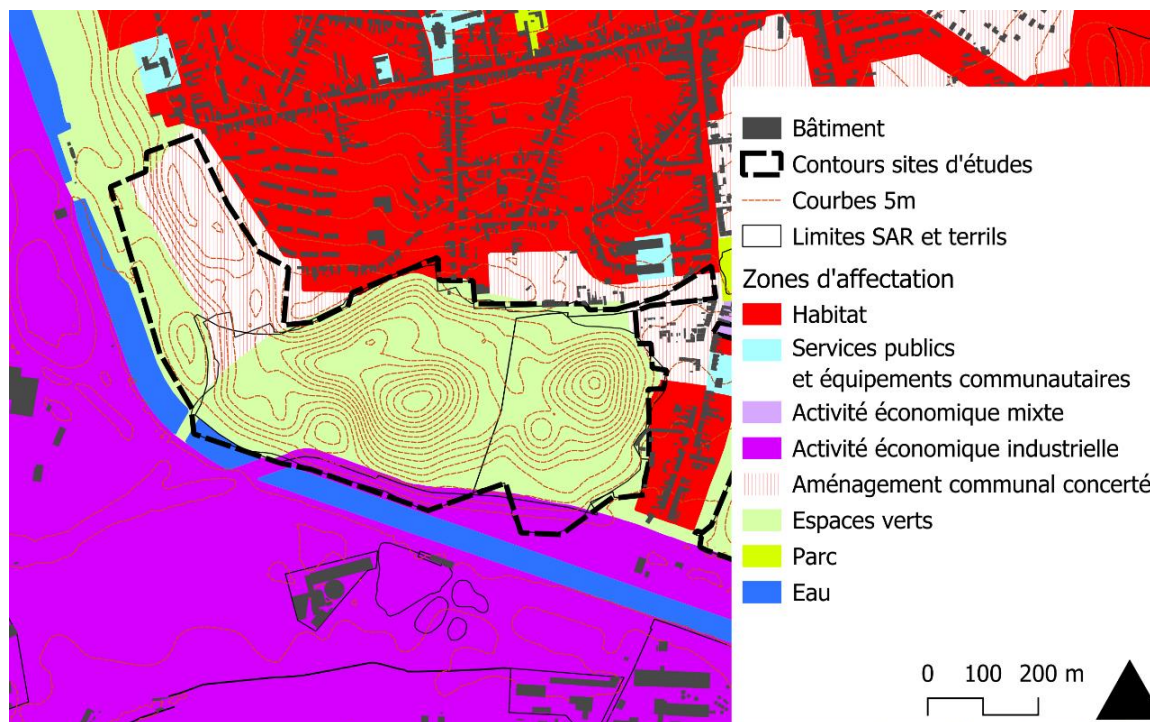 Bâtiment
Contours sites d'études
Courbes 5m
Limites SAR et terrils
Zones d'affectation
Habitat
Services publics
et équipements communautaires
Activité économique mixte
Activité économique industrielle
Aménagement communal concerté
Espaces verts
Parc
Eau
0 100 200 m